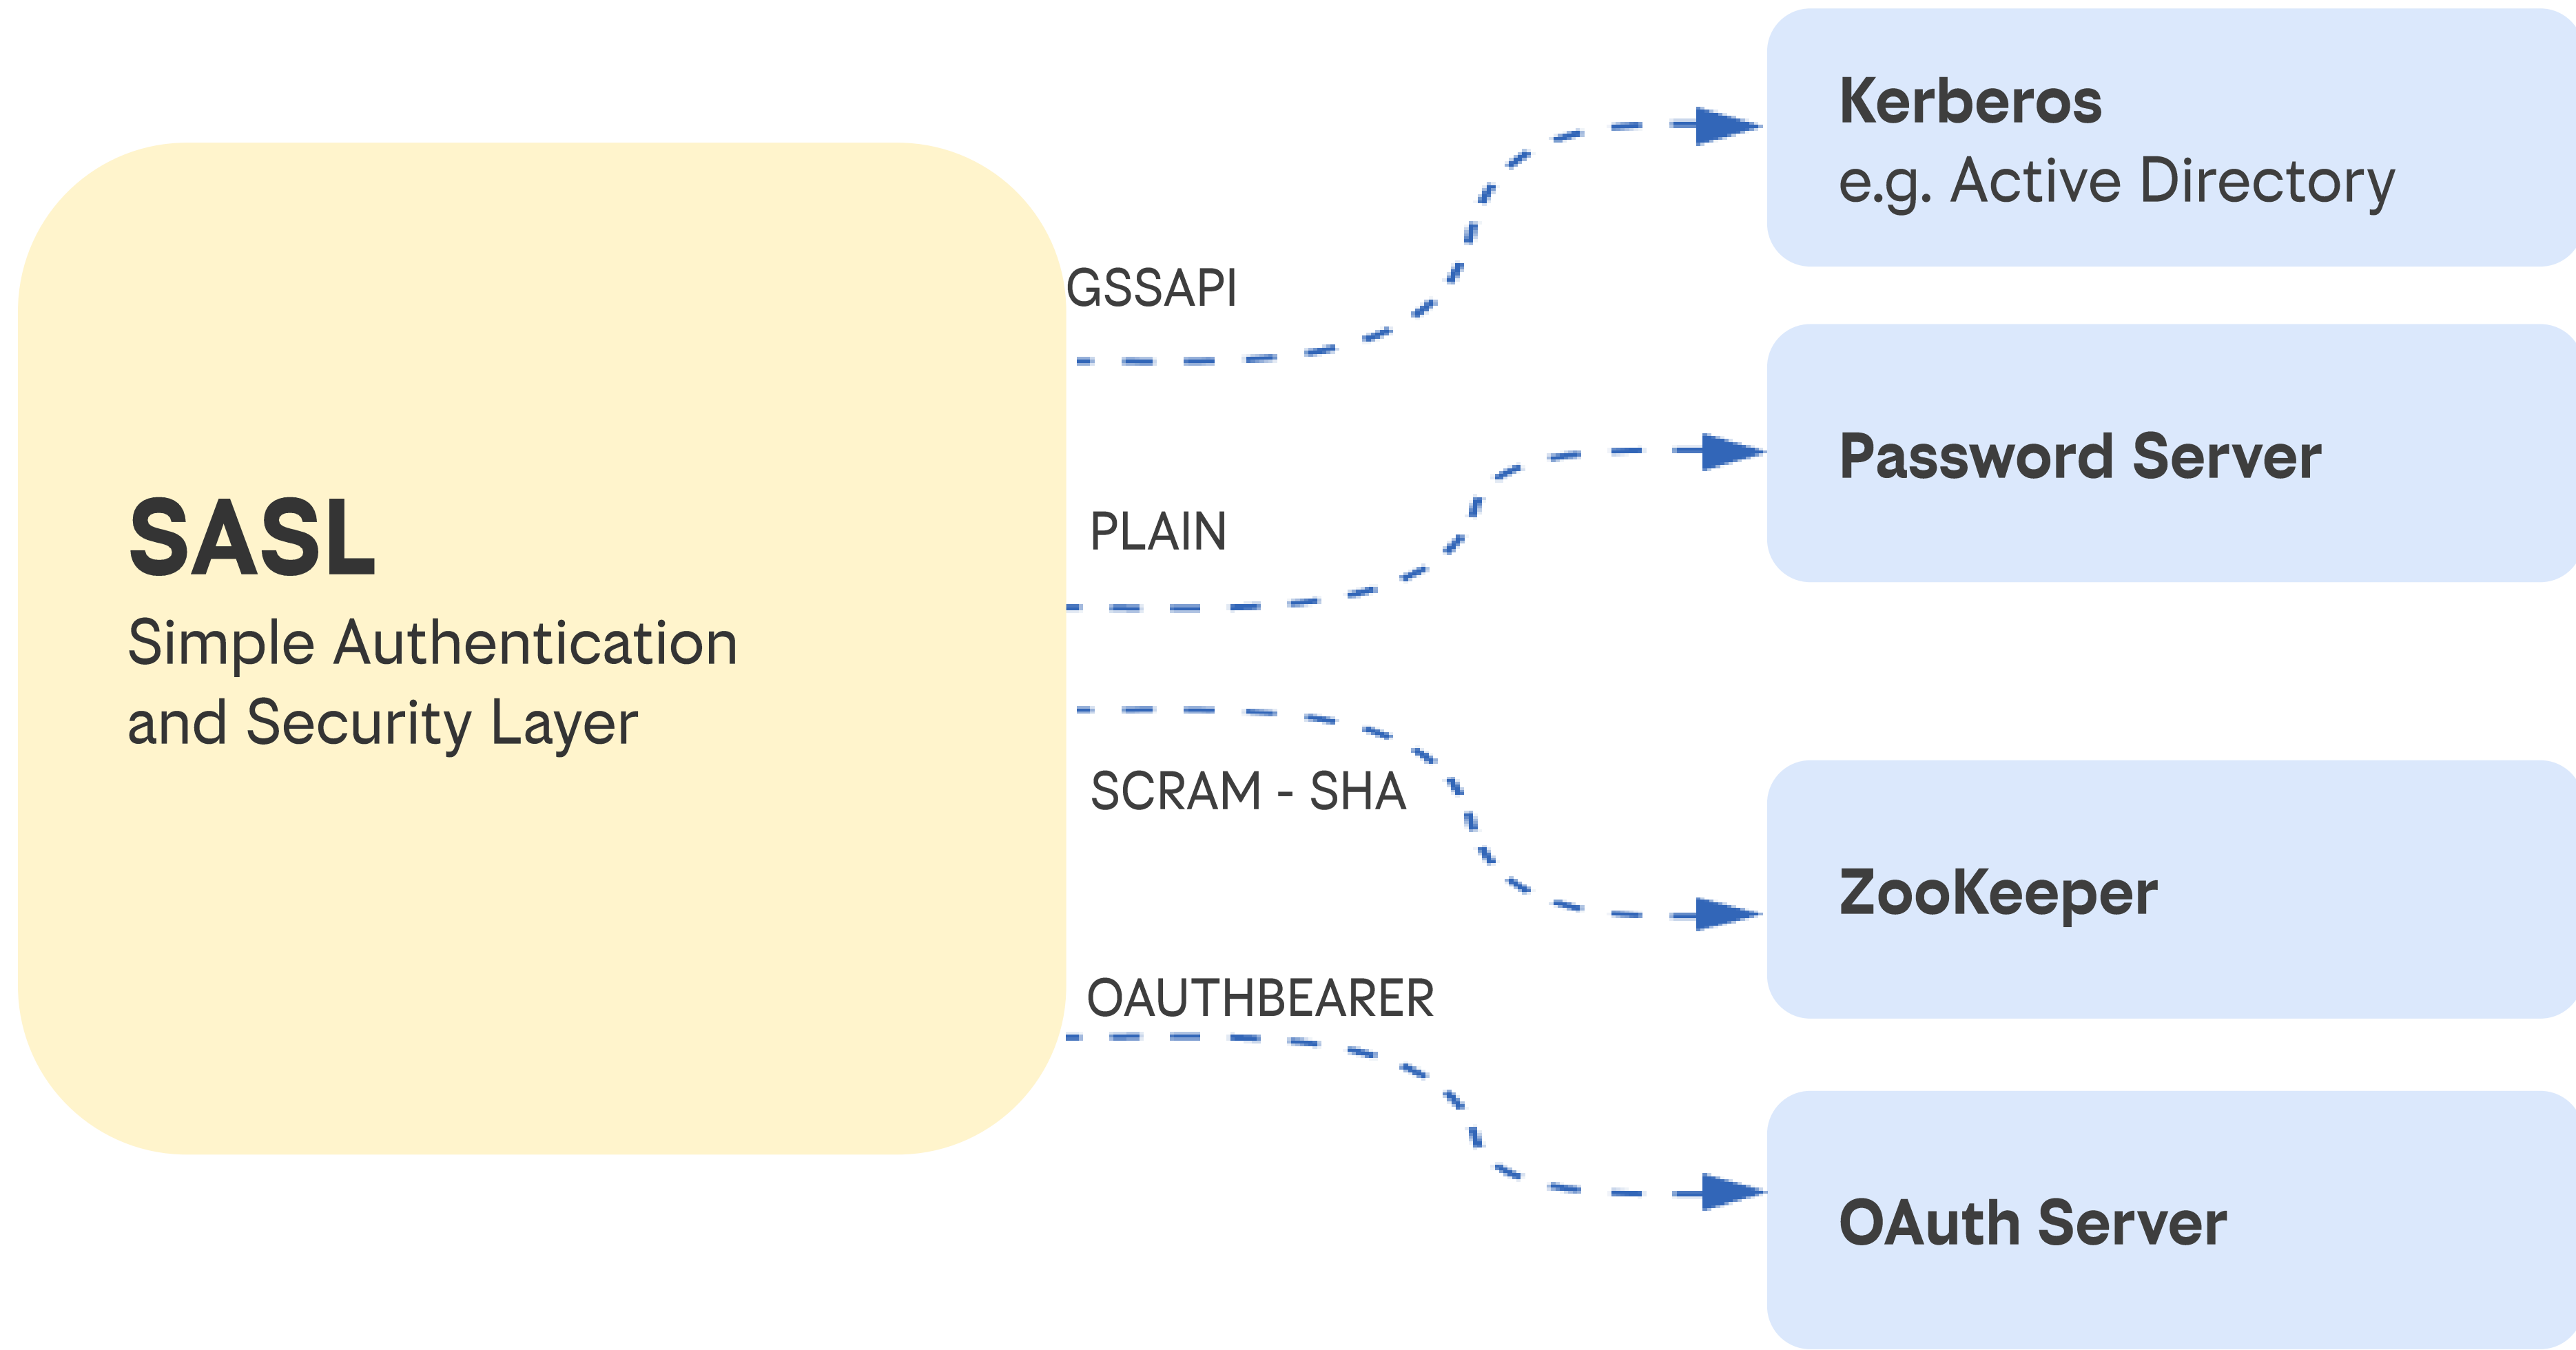 SASL
Simple Authentication
and Security Layer
GSSAPI
PLAIN
SCRAM - SHA
OAUTHBEARER
Kerberos
e.g. Active Directory
Password Server
ZooKeeper
OAuth Server